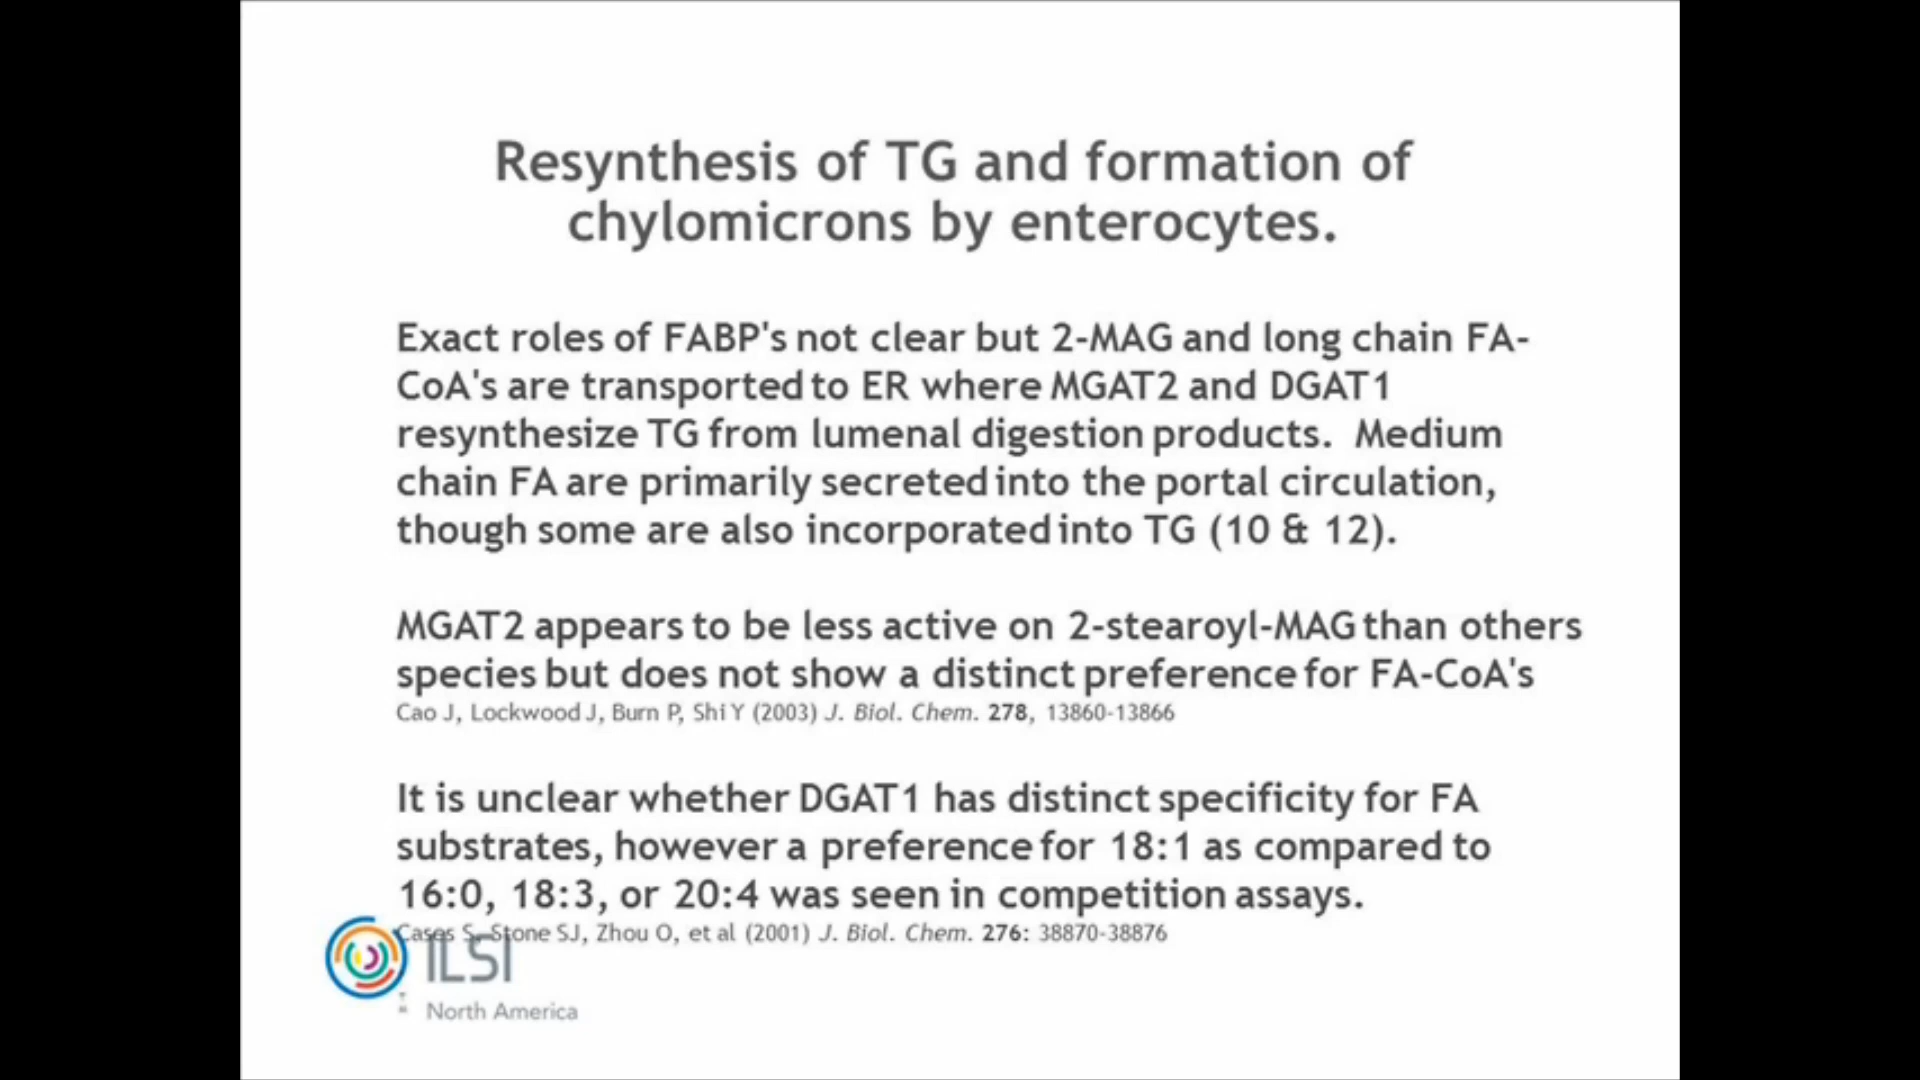 Resynthesis of TG and formation of
chylomicrons by enterocytes.
Exact roles of FABP's not clear but 2-MAG and long chain FA-
CoA's are transported to ER where MGAT2 and DGAT1
resynthesize TG from lumenal digestion products.  Medium
chain FA are primarily secreted into the portal circulation,
though some are also incorporated into TG (10 & 12).
MGAT2 appears to be less active on 2-stearoyl-MAG than others
species but does not show a distinct preference for FA-CoA's
Cao J, Lockwood J, Burn P, Shi Y (2003) J. Biol. Chem. 278, 13860-13866
It is unclear whether DGAT1 has distinct specificity for FA
substrates, however a preference for 18:1 as compared to
16:0, 18:3, or 20:4 was seen in competition assays.
Cases S, Stone SJ, Zhou O, et al (2001) J. Biol. Chem. 276: 38870-38876
ILSI
North America